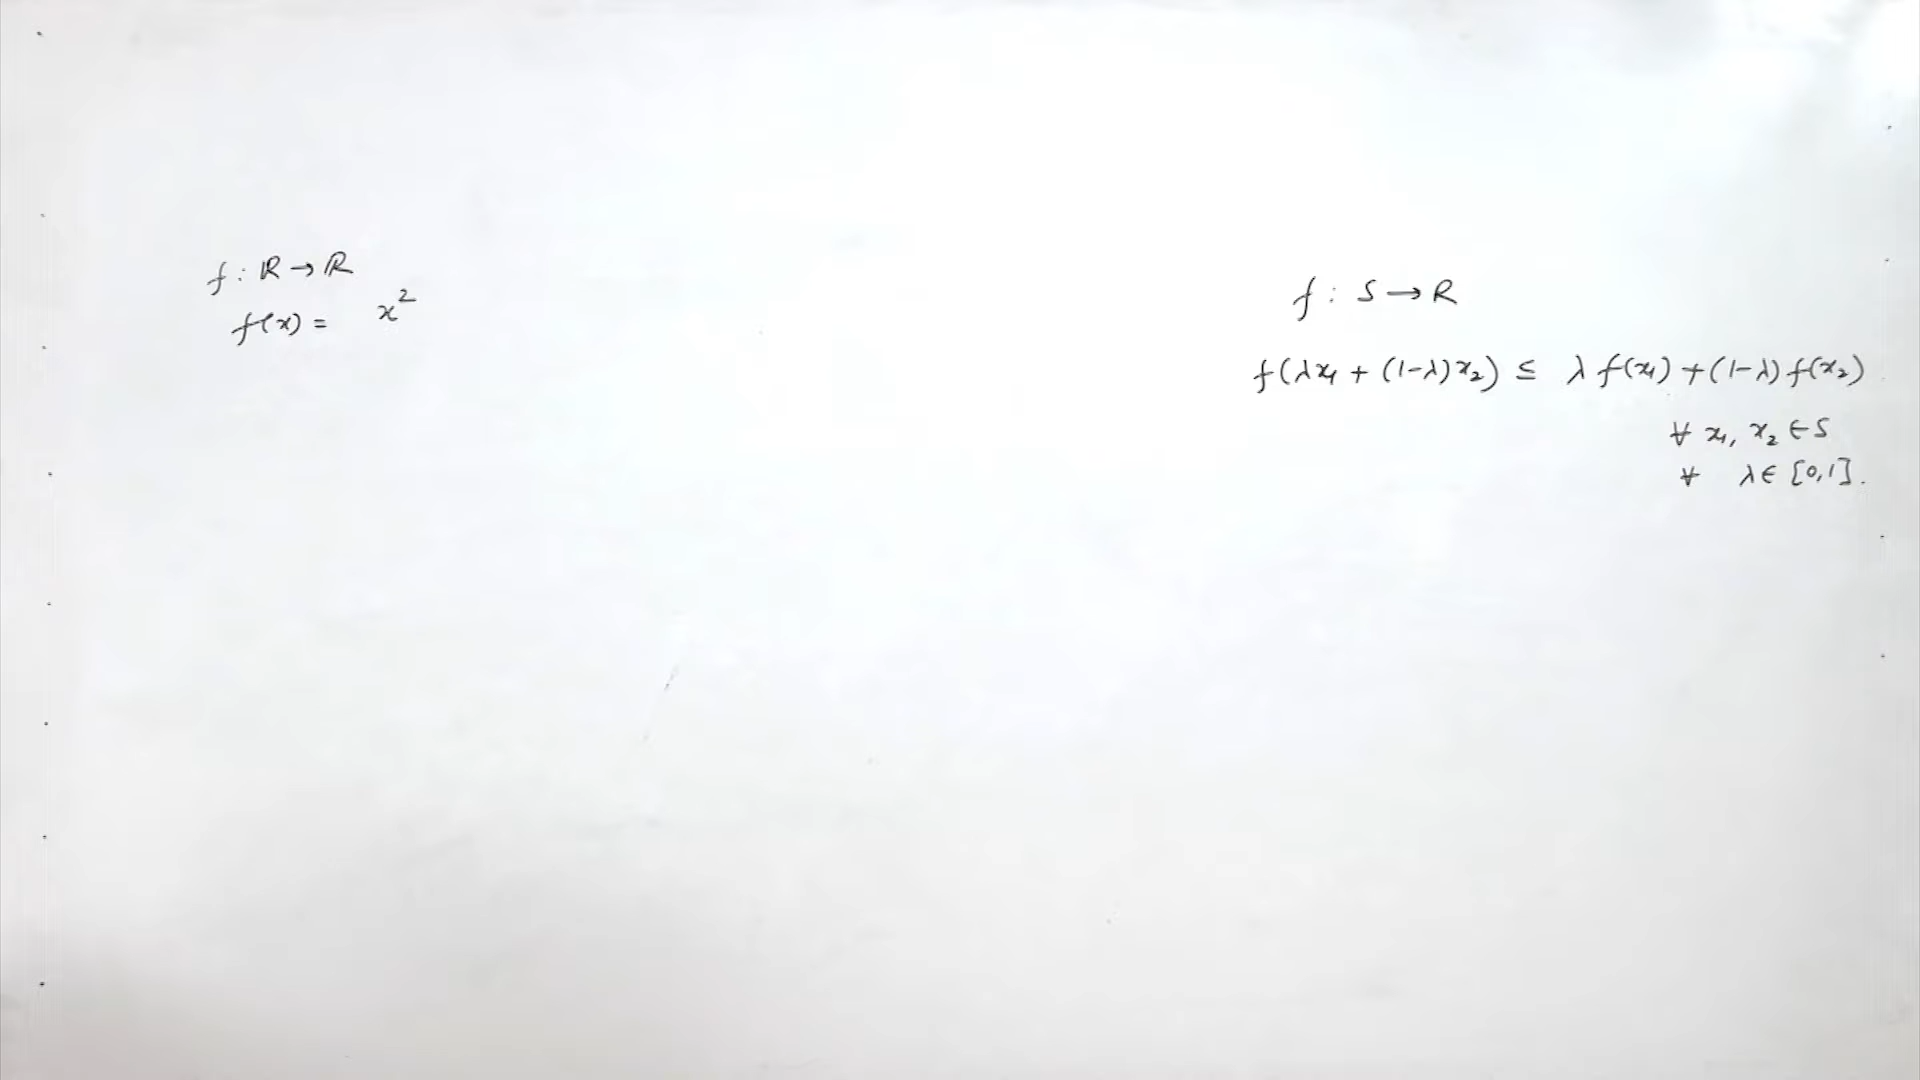 f : ℝ → ℝ
f(x) = x²
f : S → R
f(λx₁ + (1-λ)x₂) ≤ λ f(x₁) + (1-λ) f(x₂)
∀ x₁, x₂ ∈ S
∀ λ ∈ [0,1].